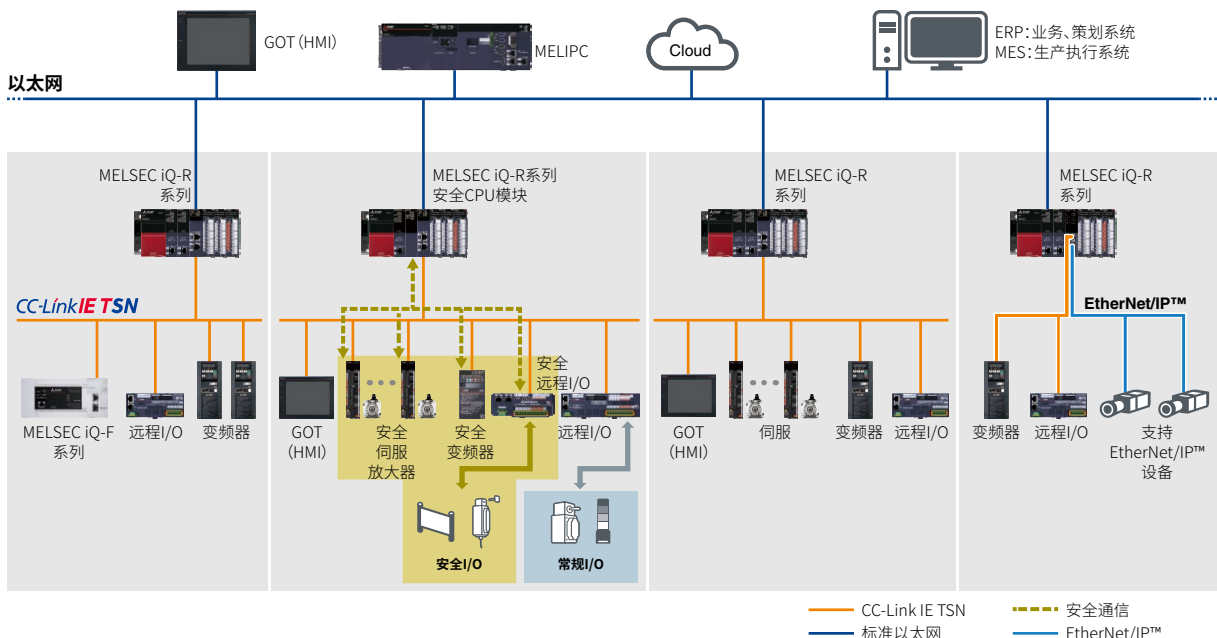 GOT（HMI）
MELIPC
Cloud
ERP：业务、策划系统
MES：生产执行系统
以太网
MELSEC iQ-R
系列
MELSEC iQ-R系列
安全CPU模块
MELSEC iQ-R
系列
MELSEC iQ-R
系列
CC-Link IE TSN
EtherNet/IP™
安全
远程I/O
MELSEC iQ-F
系列
远程I/O
变频器
GOT
（HMI）
安全
伺服
放大器
安全
变频器
远程I/O
GOT
（HMI）
伺服
变频器
远程I/O
变频器
远程I/O
支持
EtherNet/IP™
设备
安全I/O
常规I/O
CC-Link IE TSN
安全通信
标准以太网
EtherNet/IP™